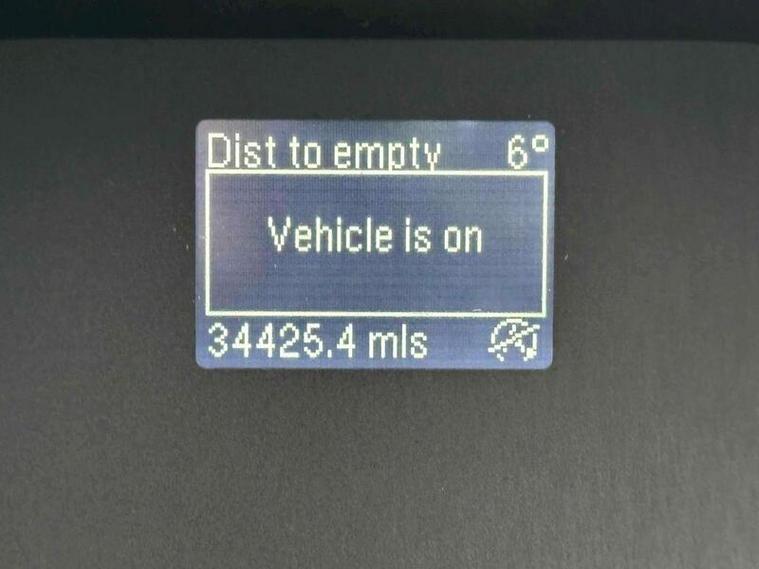 Dist to empty 6°
Vehicle is on
34425.4 mls